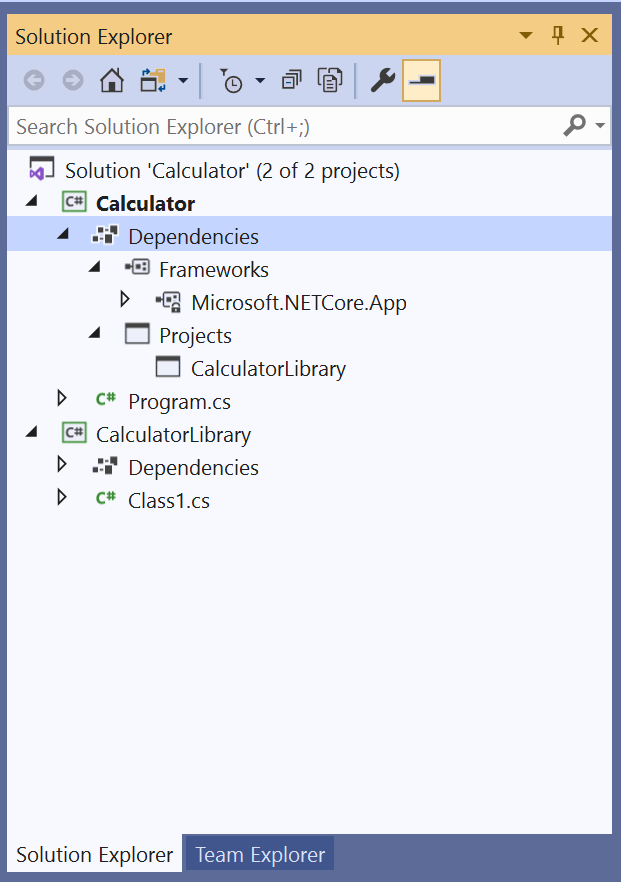 Solution Explorer
Search Solution Explorer (Ctrl+;)
Solution 'Calculator' (2 of 2 projects)
C# Calculator
Dependencies
Frameworks
Microsoft.NETCore.App
Projects
CalculatorLibrary
C# Program.cs
C# CalculatorLibrary
Dependencies
C# Class1.cs
Solution Explorer Team Explorer